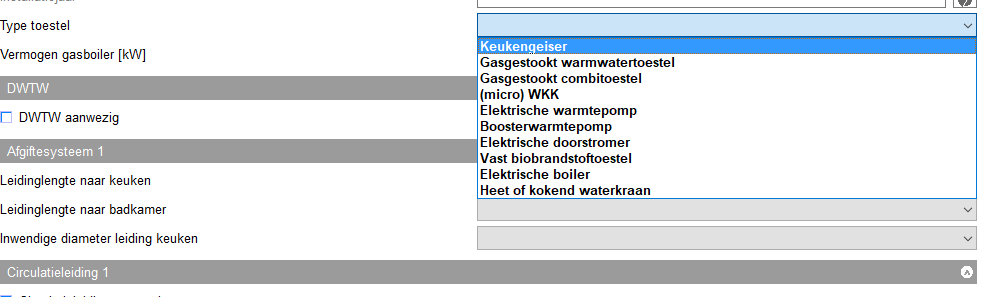 Type toestel
Keukengeiser
Vermogen gasboiler [kW]
Gasgestookt warmwatertoestel
Gasgestookt combitoestel
DWTW
(micro) WKK
Elektrische warmtepomp
DWTW aanwezig
Boosterwarmtepomp
Elektrische doorstromer
Afgiftesysteem 1
Vast biobrandstoftoestel
Leidinglengte naar keuken
Elektrische boiler
Heet of kokend waterkraan
Leidinglengte naar badkamer
Inwendige diameter leiding keuken
Circulatieleiding 1